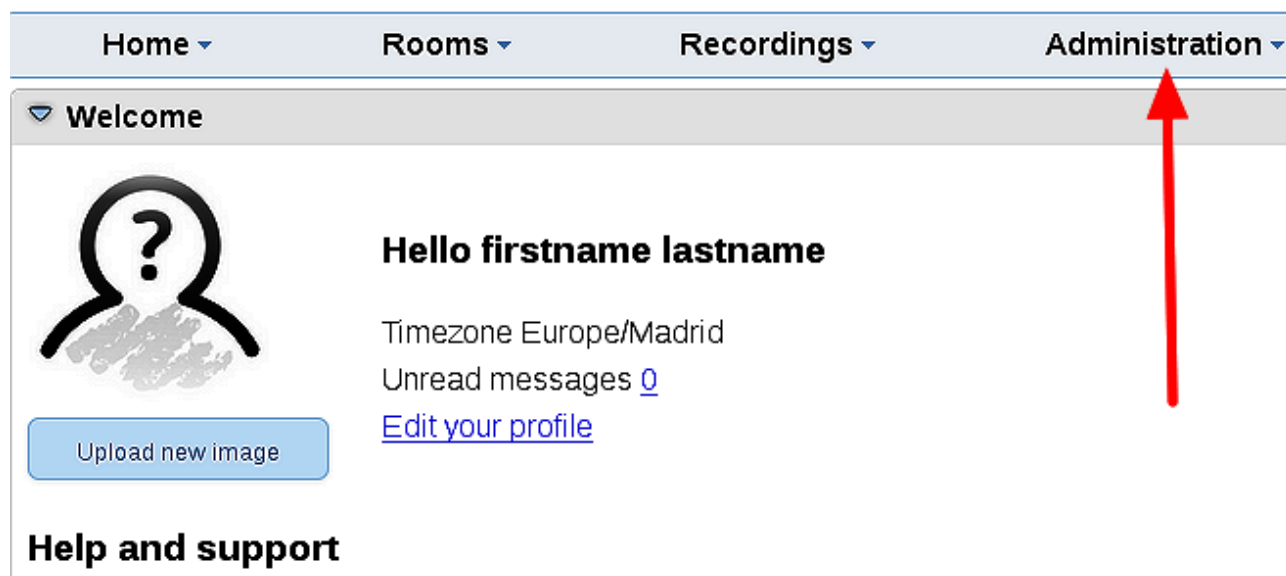 Home Rooms Recordings Administration
Welcome
?
Hello firstname lastname
Timezone Europe/Madrid
Unread messages 0
Edit your profile
Upload new image
Help and support